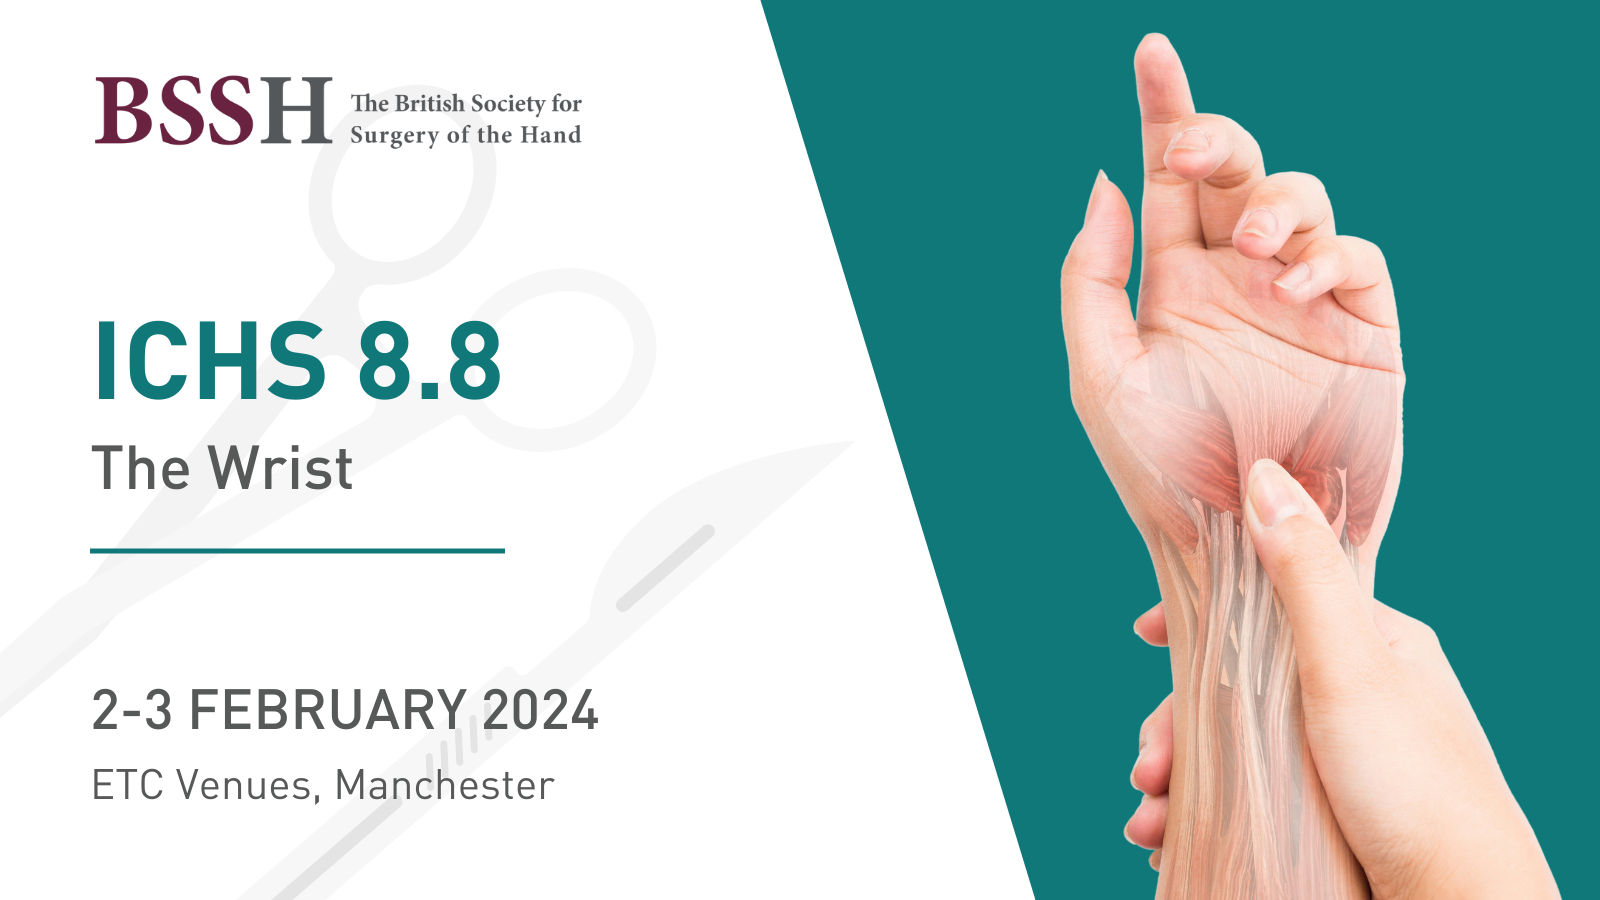 BSSH
The British Society for
Surgery of the Hand
ICHS 8.8
The Wrist
2-3 FEBRUARY 2024
ETC Venues, Manchester